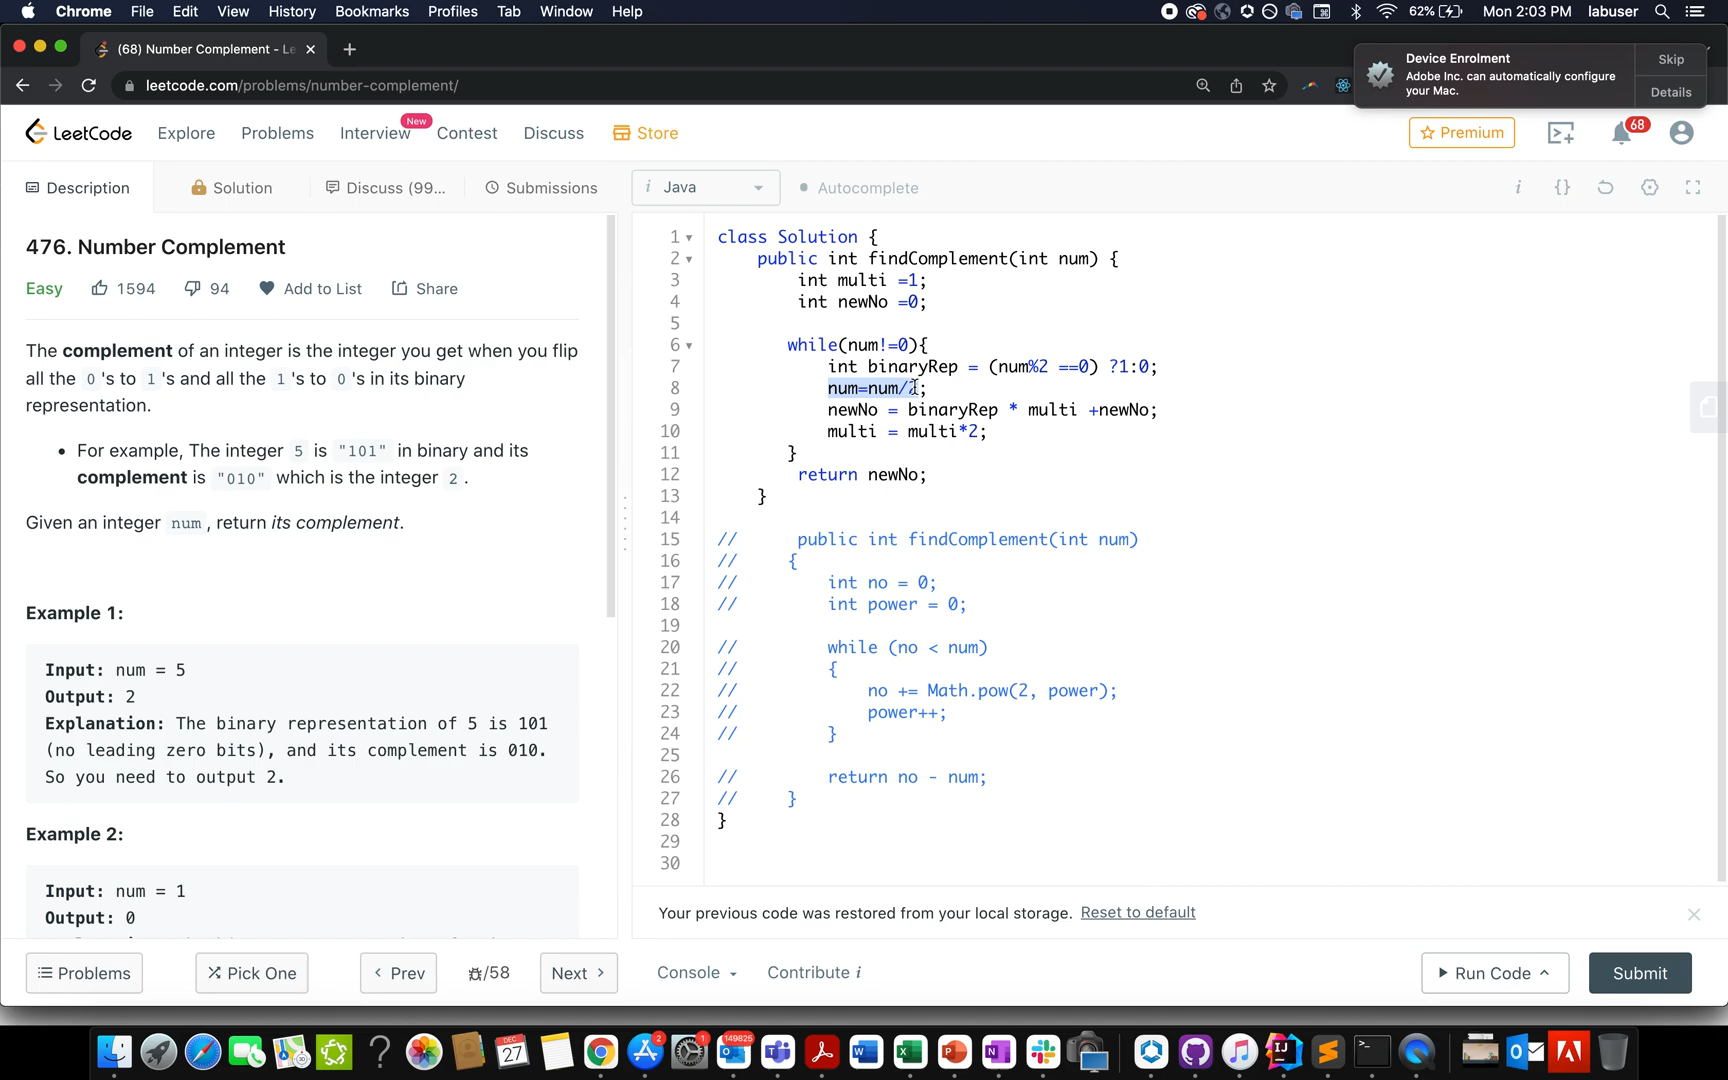 Chrome File Edit View History Bookmarks Profiles Tab Window Help 62% Mon 2:03 PM labuser
(68) Number Complement - Le
leetcode.com/problems/number-complement/
Device Enrolment
Adobe Inc. can automatically configure
your Mac.
Skip
Details
LeetCode Explore Problems Interview New Contest Discuss Store Premium 68
Description Solution Discuss (99... Submissions
i Java Autocomplete
476. Number Complement
Easy 1594 94 Add to List Share
The complement of an integer is the integer you get when you flip
all the 0 's to 1 's and all the 1 's to 0 's in its binary
representation.
• For example, The integer 5 is "101" in binary and its
complement is "010" which is the integer 2 .
Given an integer num , return its complement.
Example 1:
Input: num = 5
Output: 2
Explanation: The binary representation of 5 is 101
(no leading zero bits), and its complement is 010.
So you need to output 2.
Example 2:
Input: num = 1
Output: 0
1 class Solution {
2 public int findComplement(int num) {
3 int multi =1;
4 int newNo =0;
5
6 while(num!=0){
7 int binaryRep = (num%2 ==0) ?1:0;
8 num=num/2;
9 newNo = binaryRep * multi +newNo;
10 multi = multi*2;
11 }
12 return newNo;
13 }
14
15 // public int findComplement(int num)
16 // {
17 // int no = 0;
18 // int power = 0;
19
20 // while (no < num)
21 // {
22 // no += Math.pow(2, power);
23 // power++;
24 // }
25
26 // return no - num;
27 // }
28 }
29
30
Your previous code was restored from your local storage. Reset to default
Problems Pick One Prev /58 Next Console Contribute i Run Code Submit
DEC
27
2
1
149825